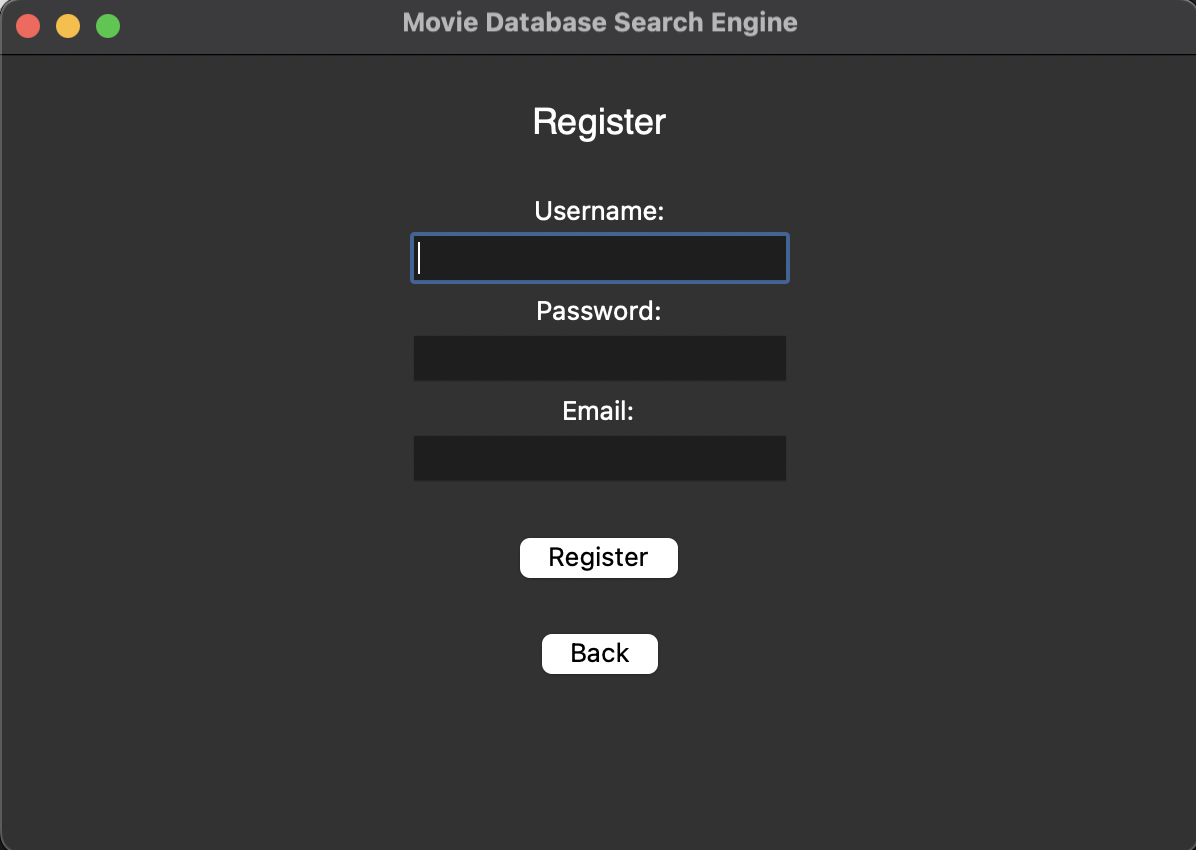 Movie Database Search Engine
Register
Username:
Password:
Email:
Register
Back